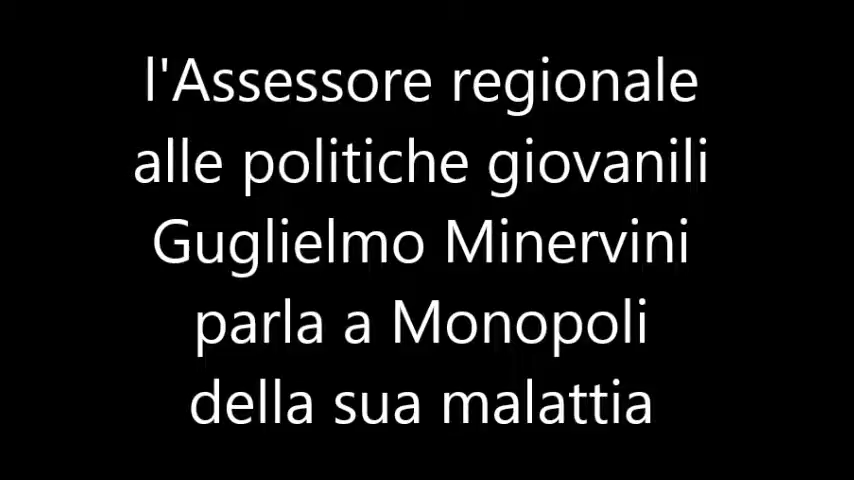 l'Assessore regionale
alle politiche giovanili
Guglielmo Minervini
parla a Monopoli
della sua malattia